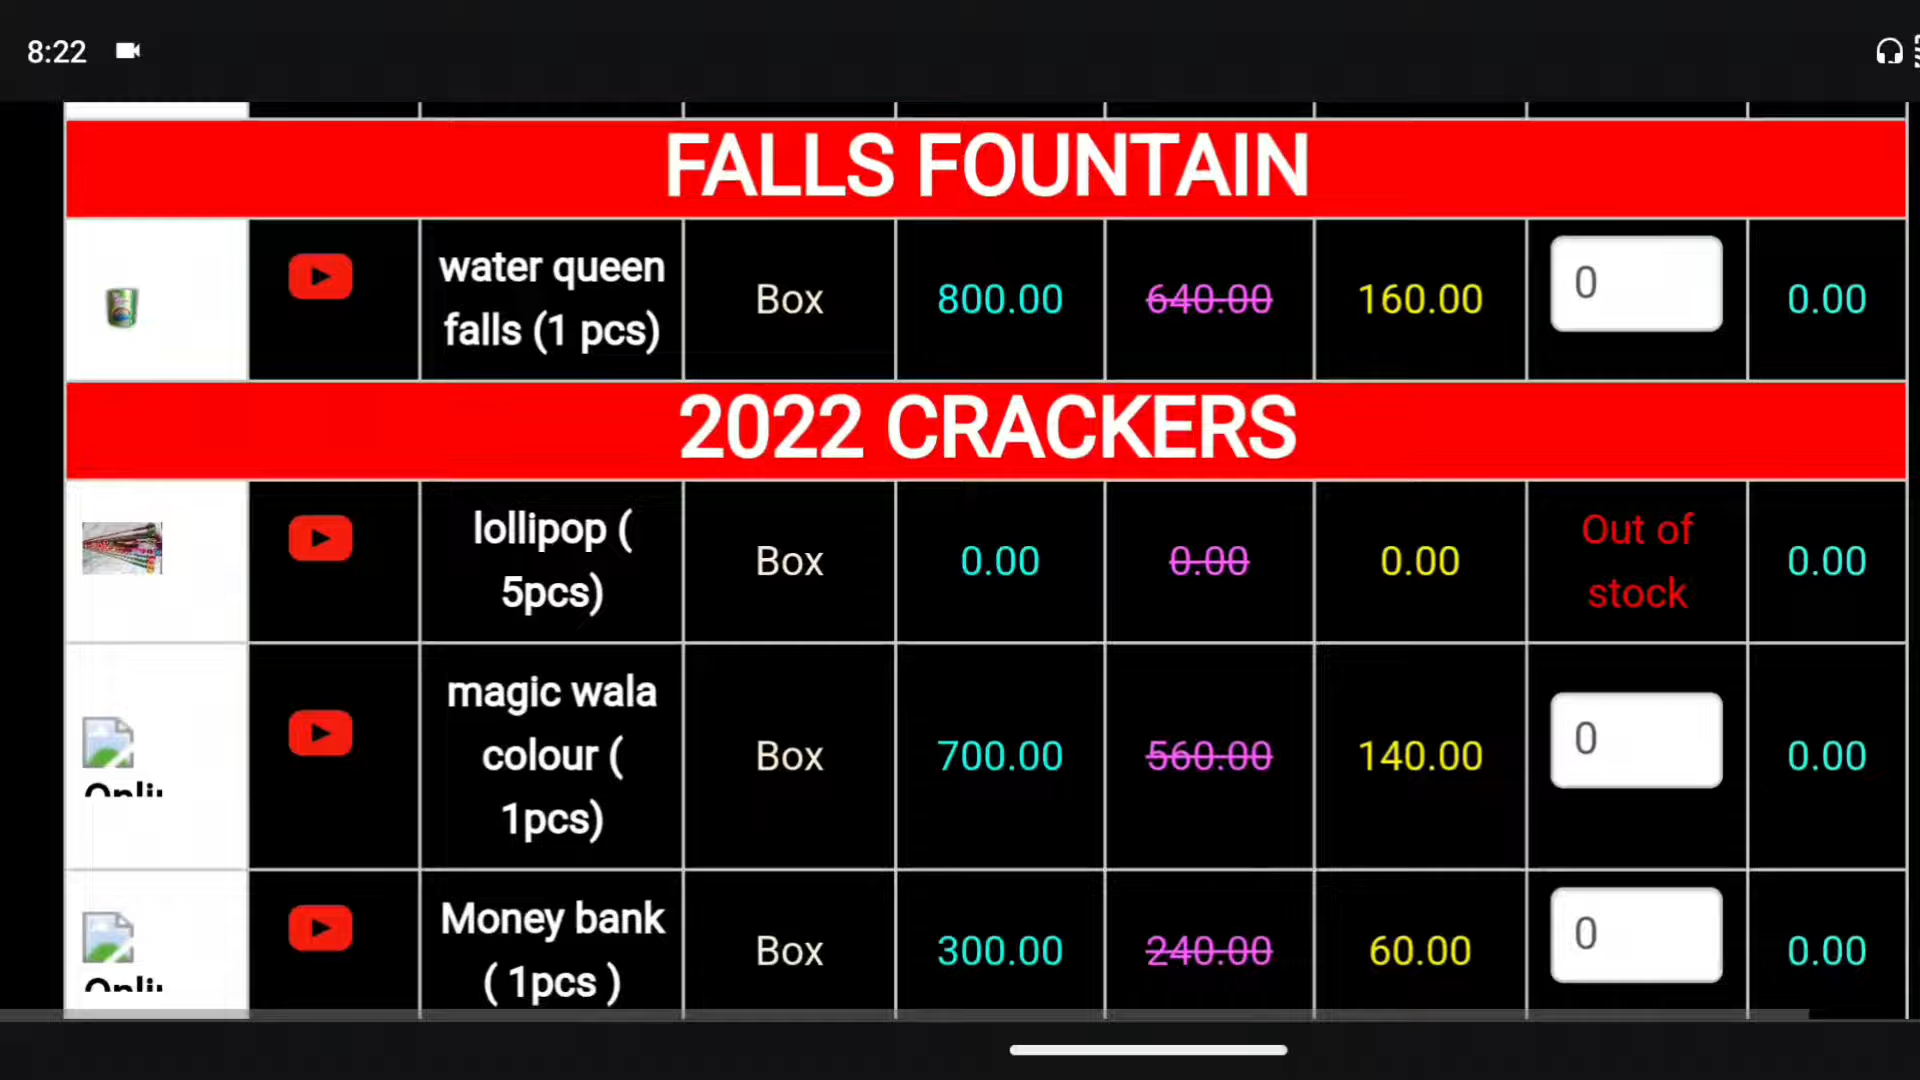 8:22
FALLS FOUNTAIN
water queen
falls (1 pcs)
Box
800.00
640.00
160.00
0
0.00
2022 CRACKERS
lollipop (
5pcs)
Box
0.00
0.00
0.00
Out of
stock
0.00
magic wala
colour (
1pcs)
Box
700.00
560.00
140.00
0
0.00
Money bank
( 1pcs )
Box
300.00
240.00
60.00
0
0.00